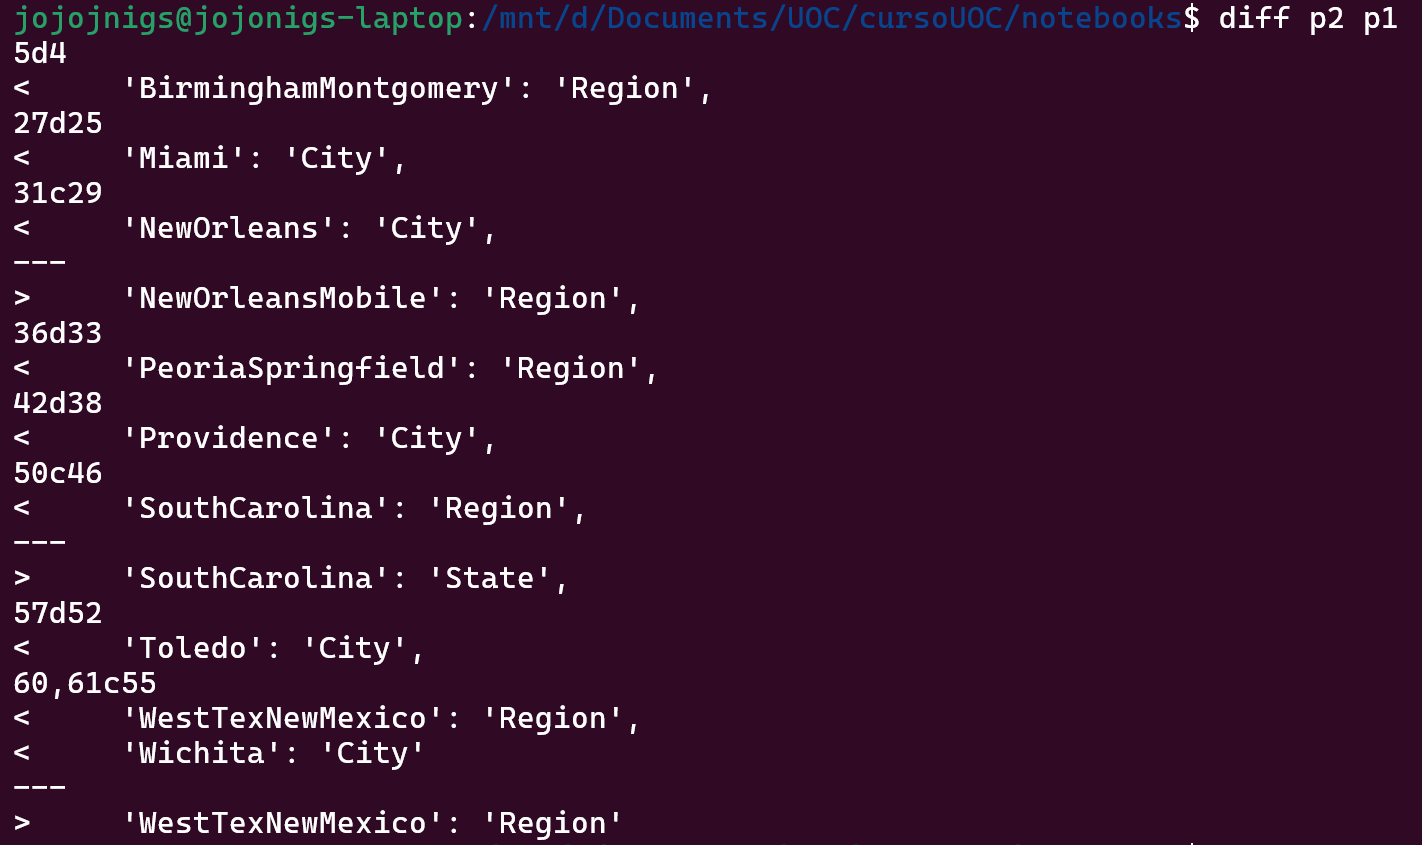 jojojnigs@jojonigs-laptop:/mnt/d/Documents/UOC/cursoUOC/notebooks$ diff p2 p1
5d4
<     'BirminghamMontgomery': 'Region',
27d25
<     'Miami': 'City',
31c29
<     'NewOrleans': 'City',
---
>     'NewOrleansMobile': 'Region',
36d33
<     'PeoriaSpringfield': 'Region',
42d38
<     'Providence': 'City',
50c46
<     'SouthCarolina': 'Region',
---
>     'SouthCarolina': 'State',
57d52
<     'Toledo': 'City',
60,61c55
<     'WestTexNewMexico': 'Region',
<     'Wichita': 'City'
---
>     'WestTexNewMexico': 'Region'